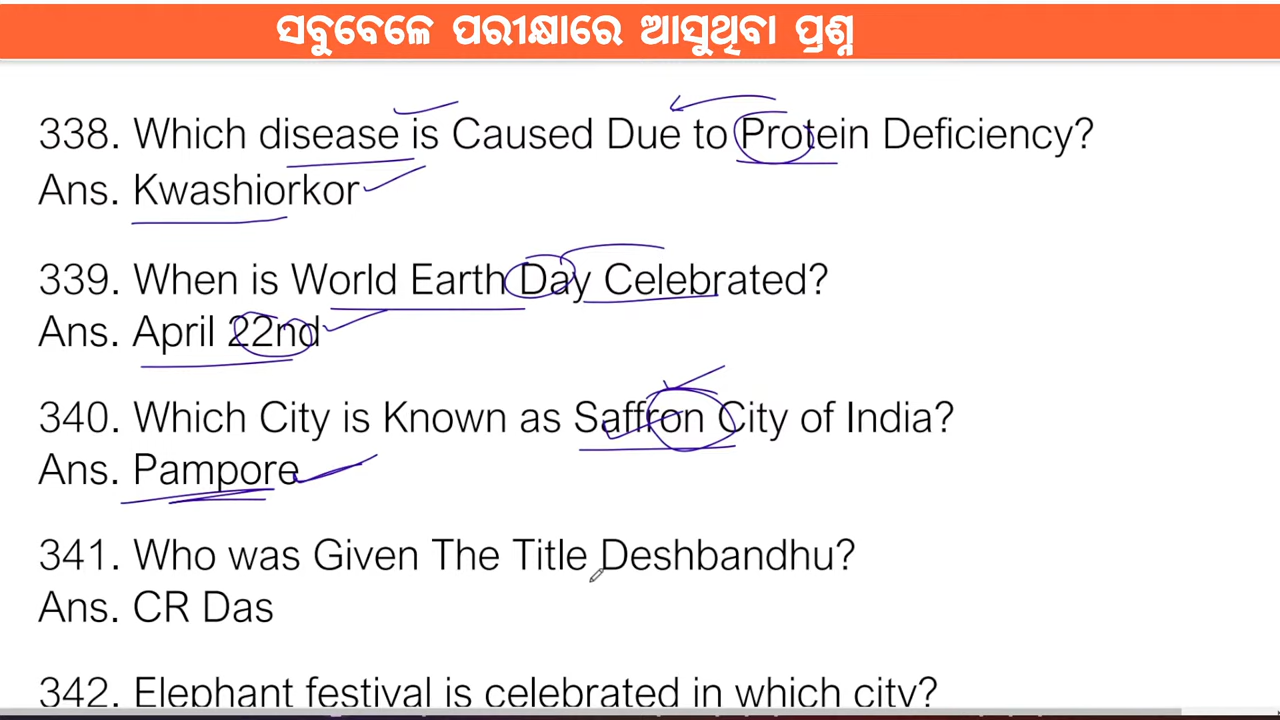 ସବୁବେଳେ ପରୀକ୍ଷାରେ ଆସୁଥିବା ପ୍ରଶ୍ନ
338. Which disease is Caused Due to Protein Deficiency?
Ans. Kwashiorkor
339. When is World Earth Day Celebrated?
Ans. April 22nd
340. Which City is Known as Saffron City of India?
Ans. Pampore
341. Who was Given The Title Deshbandhu?
Ans. CR Das
342. Elephant festival is celebrated in which city?